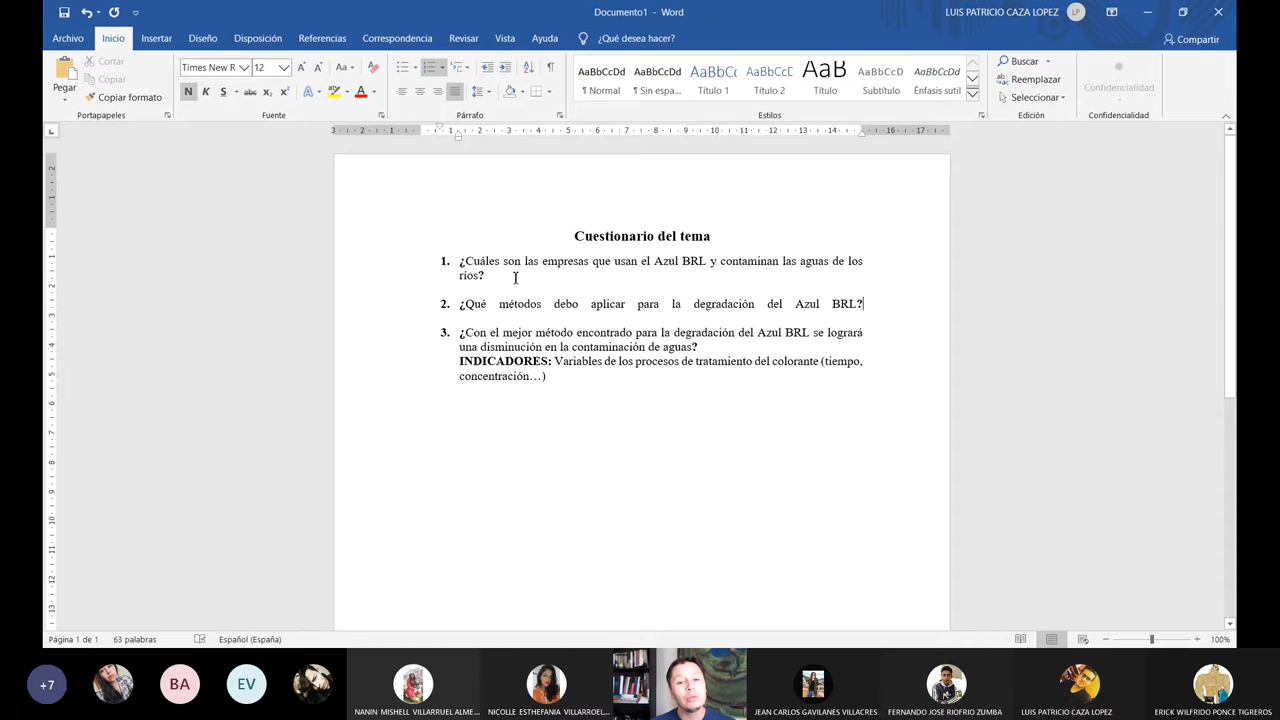 Documento1 - Word
LUIS PATRICIO CAZA LOPEZ LP
Archivo Inicio Insertar Diseño Disposición Referencias Correspondencia Revisar Vista Ayuda ¿Qué desea hacer? Compartir
Pegar
Cortar
Copiar
Copiar formato
Portapapeles
Times New R 12
Fuente
Párrafo
AaBbCcDd AaBbCcDd AaBbCc AaBbCcD AaB AaBbCcD AaBbCcDd
¶ Normal ¶ Sin espa... Título 1 Título 2 Título Subtítulo Énfasis sutil
Estilos
Buscar
Reemplazar
Seleccionar
Edición
Confidencialidad
Confidencialidad
Cuestionario del tema
1. ¿Cuáles son las empresas que usan el Azul BRL y contaminan las aguas de los
ríos?
2. ¿Qué métodos debo aplicar para la degradación del Azul BRL?
3. ¿Con el mejor método encontrado para la degradación del Azul BRL se logrará
una disminución en la contaminación de aguas?
INDICADORES: Variables de los procesos de tratamiento del colorante (tiempo,
concentración…)
Página 1 de 1 63 palabras Español (España) 100%
+7 BA EV
NANIN MISHELL VILLARRUEL ALME... NICOLLE ESTHEFANIA VILLARROEL... JEAN CARLOS GAVILANES VILLACRES FERNANDO JOSE RIOFRIO ZUMBA LUIS PATRICIO CAZA LOPEZ ERICK WILFRIDO PONCE TIGREROS